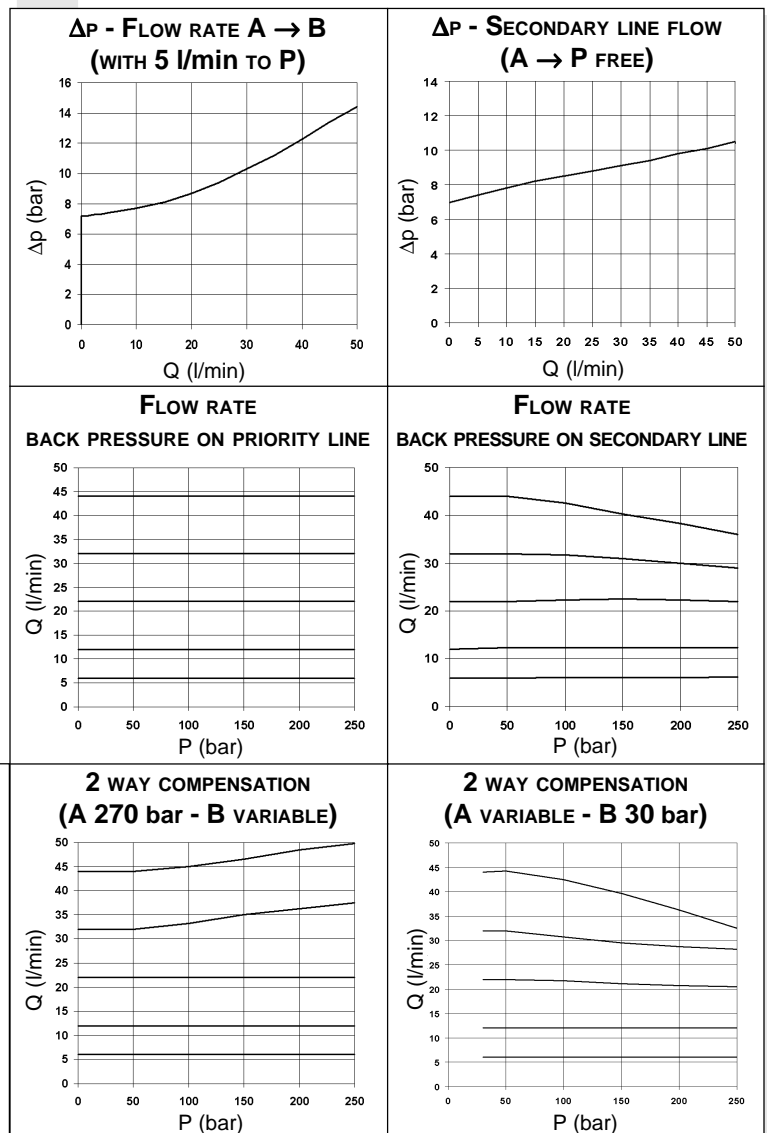 Δp - Flow rate A → B
(with 5 l/min to P)
16
14
12
10
8
6
4
2
0
Δp (bar)
0 10 20 30 40 50
Q (l/min)
Δp - Secondary line flow
(A → P free)
14
12
10
8
6
4
2
0
Δp (bar)
0 5 10 15 20 25 30 35 40 45 50
Q (l/min)
Flow rate
back pressure on priority line
50
45
40
35
30
25
20
15
10
5
0
Q (l/min)
0 50 100 150 200 250
P (bar)
Flow rate
back pressure on secondary line
50
40
30
20
10
0
Q (l/min)
0 50 100 150 200 250
P (bar)
2 way compensation
(A 270 bar - B variable)
50
45
40
35
30
25
20
15
10
5
0
Q (l/min)
0 50 100 150 200 250
P (bar)
2 way compensation
(A variable - B 30 bar)
50
45
40
35
30
25
20
15
10
5
0
Q (l/min)
0 50 100 150 200 250
P (bar)